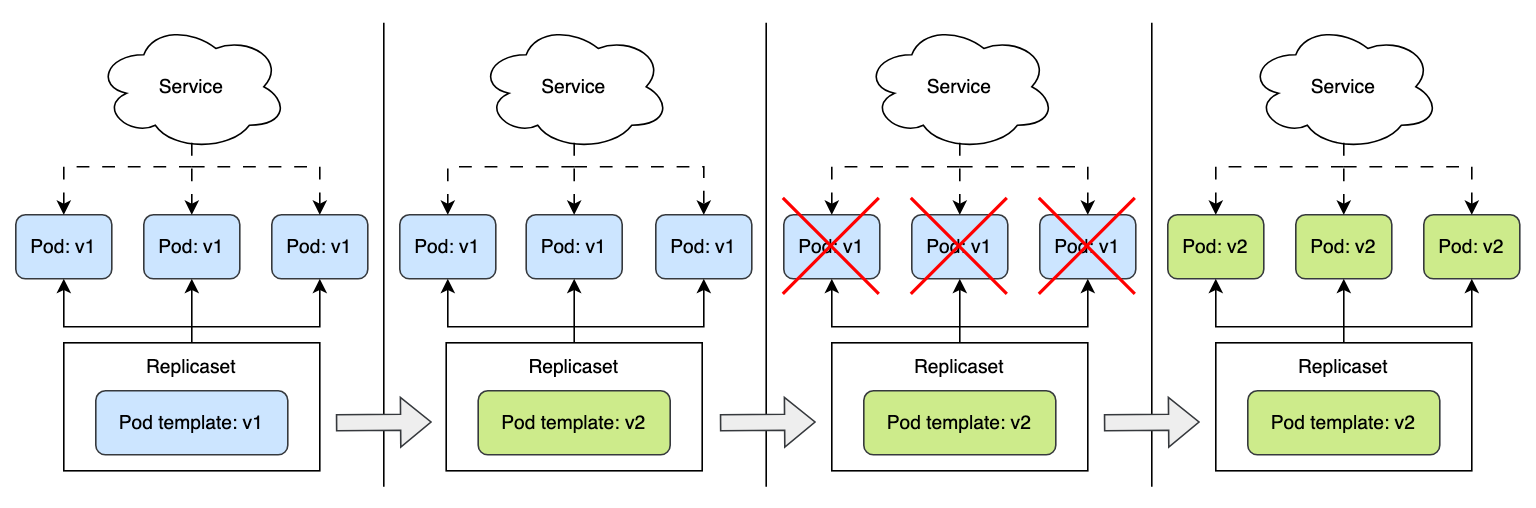 Service
Pod: v1
Pod: v1
Pod: v1
Replicaset
Pod template: v1
Service
Pod: v1
Pod: v1
Pod: v1
Replicaset
Pod template: v2
Service
Pod: v1
Pod: v1
Pod: v1
Replicaset
Pod template: v2
Service
Pod: v2
Pod: v2
Pod: v2
Replicaset
Pod template: v2